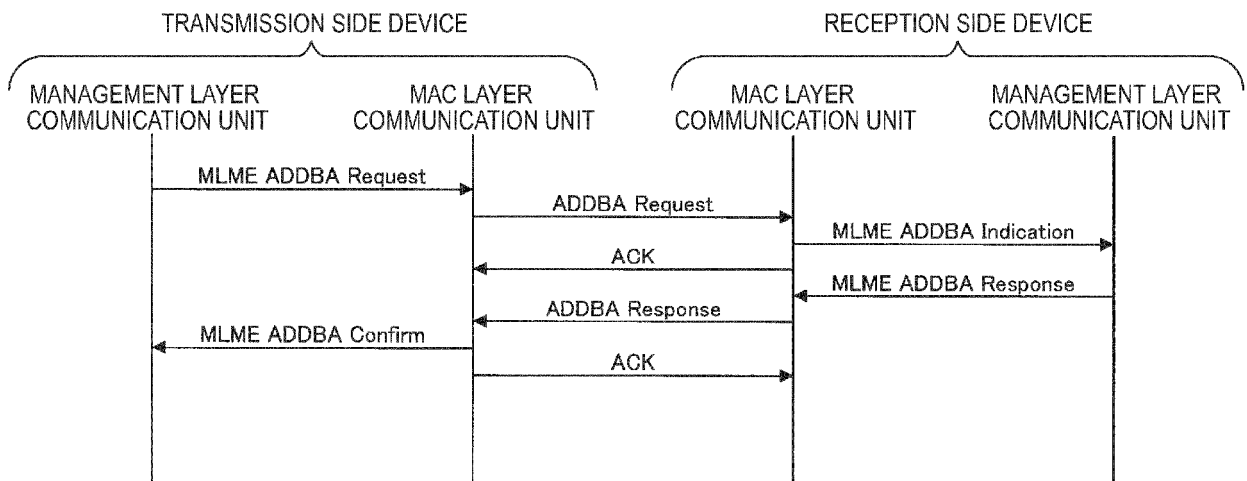 TRANSMISSION SIDE DEVICE
RECEPTION SIDE DEVICE
MANAGEMENT LAYER
COMMUNICATION UNIT
MAC LAYER
COMMUNICATION UNIT
MAC LAYER
COMMUNICATION UNIT
MANAGEMENT LAYER
COMMUNICATION UNIT
MLME ADDBA Request
ADDBA Request
MLME ADDBA Indication
ACK
MLME ADDBA Response
ADDBA Response
MLME ADDBA Confirm
ACK